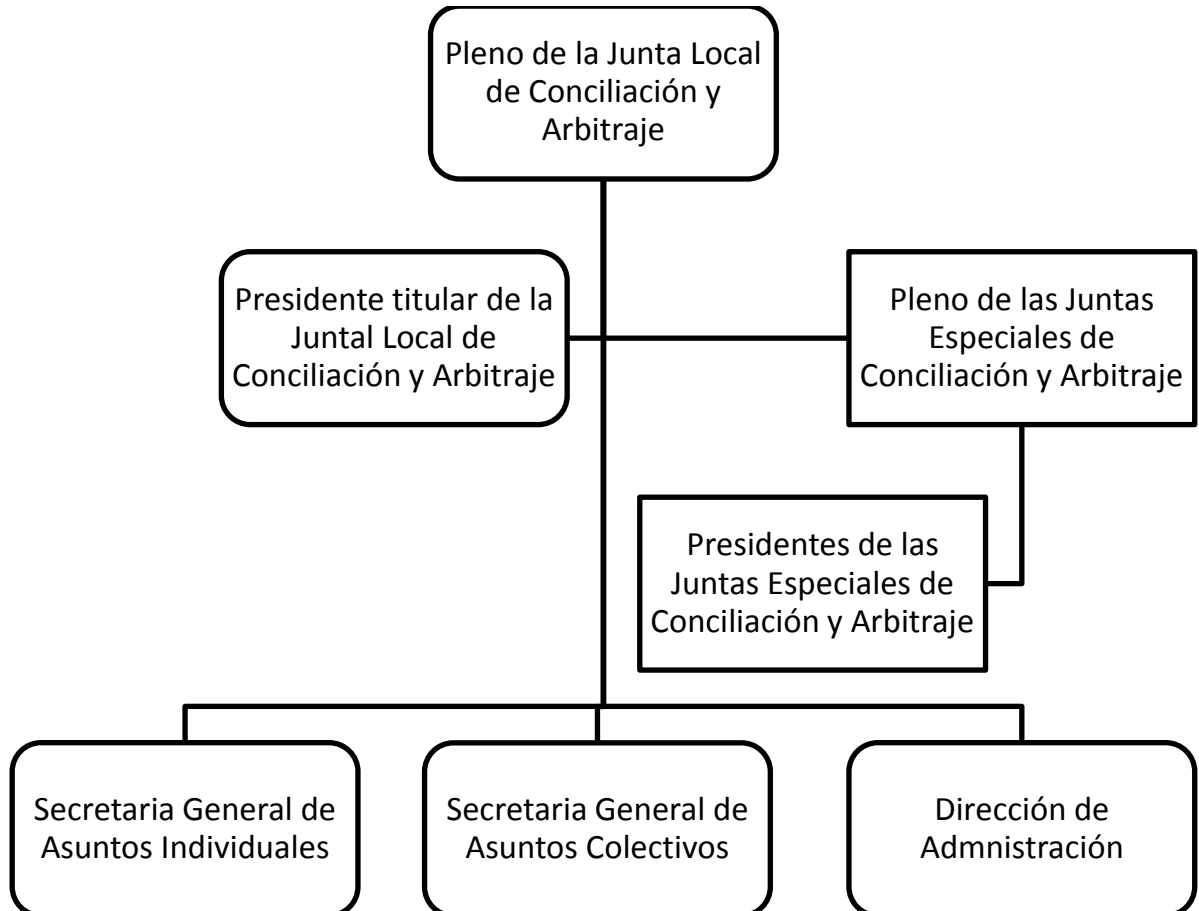 Pleno de la Junta Local
de Conciliación y
Arbitraje
Presidente titular de la
Juntal Local de
Conciliación y Arbitraje
Pleno de las Juntas
Especiales de
Conciliación y Arbitraje
Presidentes de las
Juntas Especiales de
Conciliación y Arbitraje
Secretaria General de
Asuntos Individuales
Secretaria General de
Asuntos Colectivos
Dirección de
Admnistración